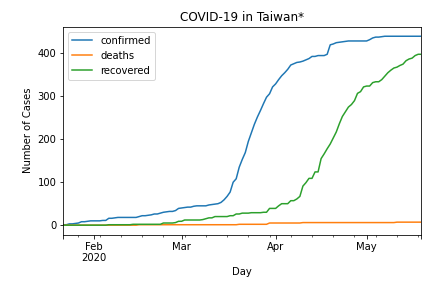 COVID-19 in Taiwan*
confirmed
deaths
recovered
Number of Cases
400
300
200
100
0
Feb
2020
Mar
Apr
May
Day